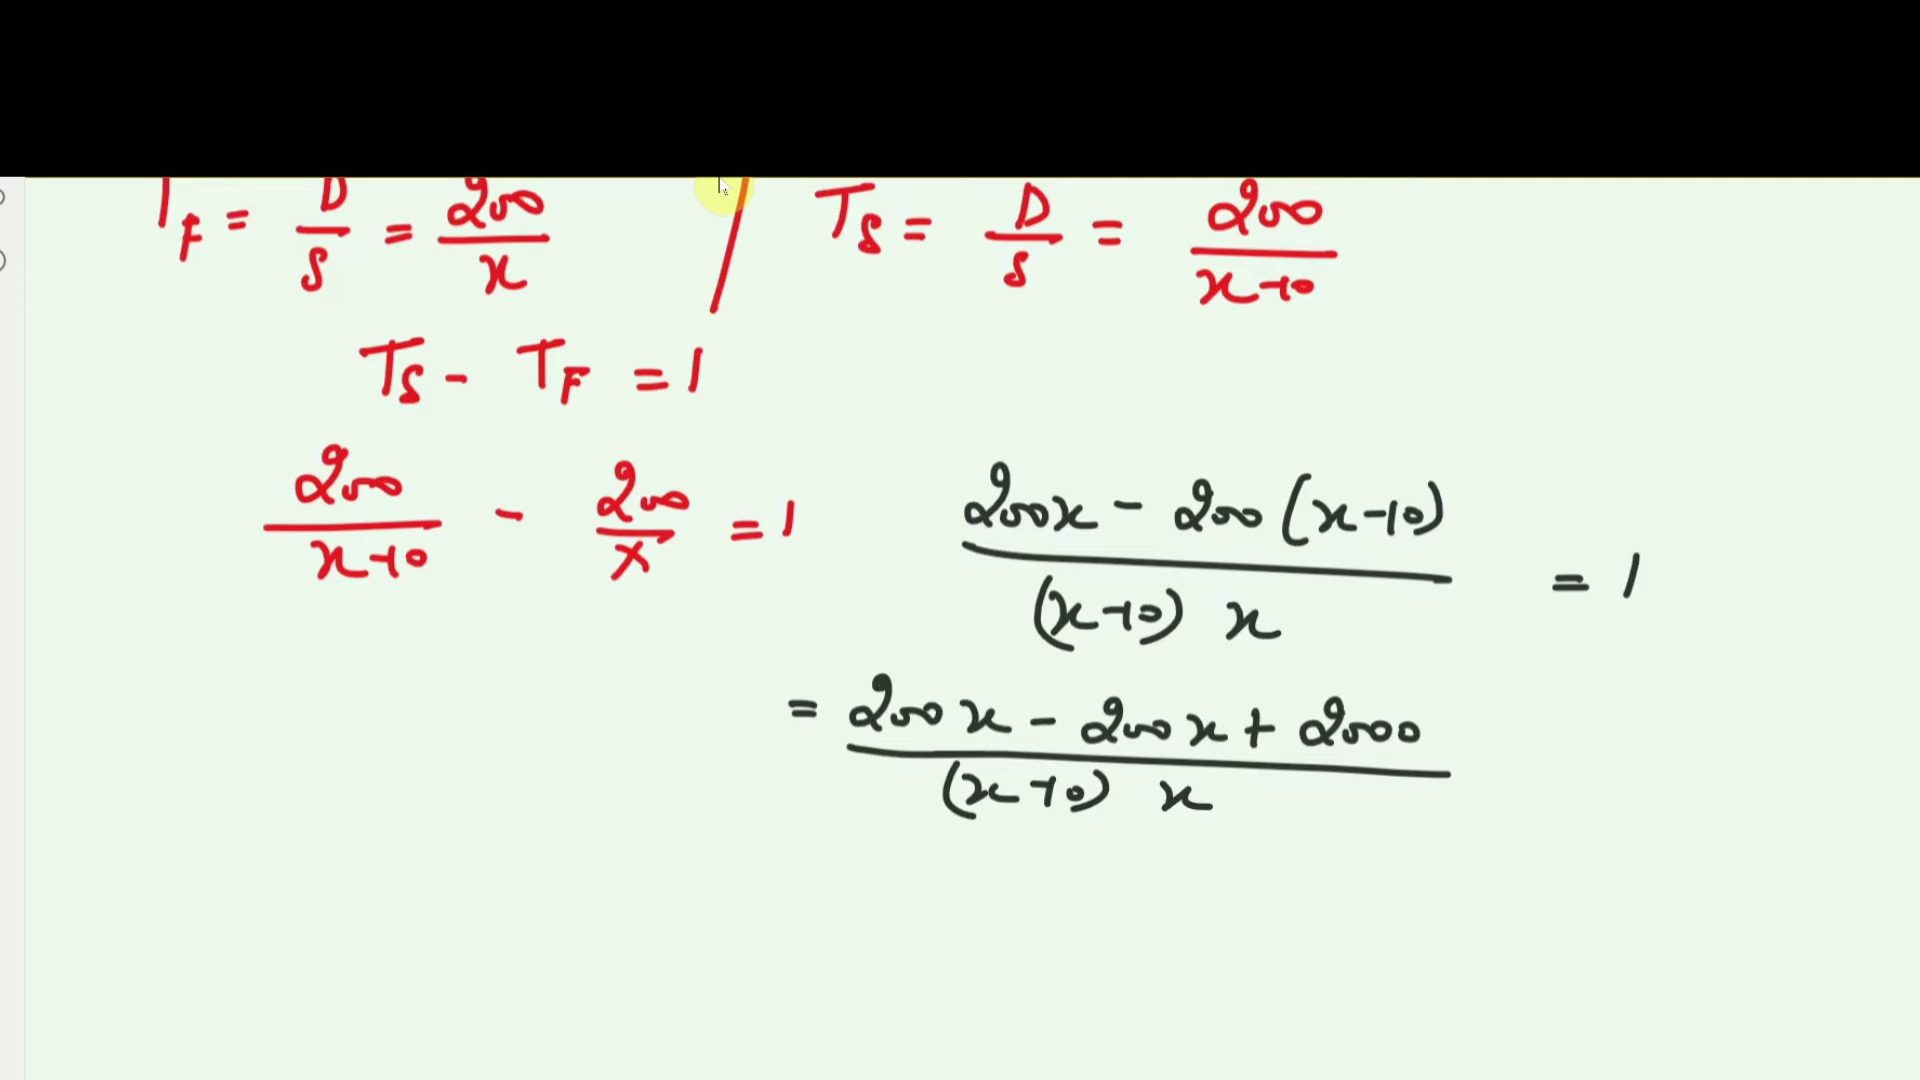 T_F = D/S = 200/x / T_S = D/S = 200/(x-10)
T_S - T_F = 1
200/(x-10) - 200/x = 1
(200x - 200(x-10))/((x-10) x) = 1
= (200x - 200x + 2000)/((x-10) x)